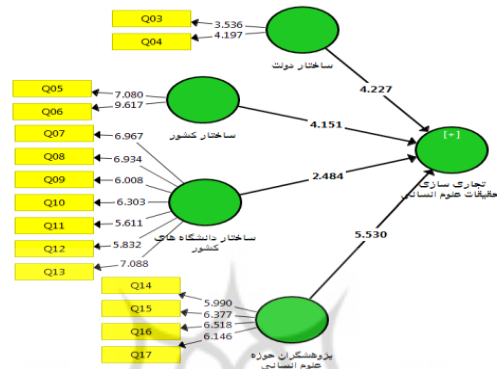 Q03
3.536
Q04
4.197
ساختار دولت
4.227
Q05
7.080
Q06
9.617
ساختار کشور
4.151
[+]
تجاری سازی
حقیقات علوم انسانی
Q07
6.967
Q08
6.934
Q09
6.008
Q10
6.303
Q11
5.611
Q12
5.832
Q13
7.088
ساختار دانشگاه های
کشور
2.484
5.530
Q14
5.990
Q15
6.377
Q16
6.518
Q17
6.146
پژوهشگران حوزه
علوم انسانی